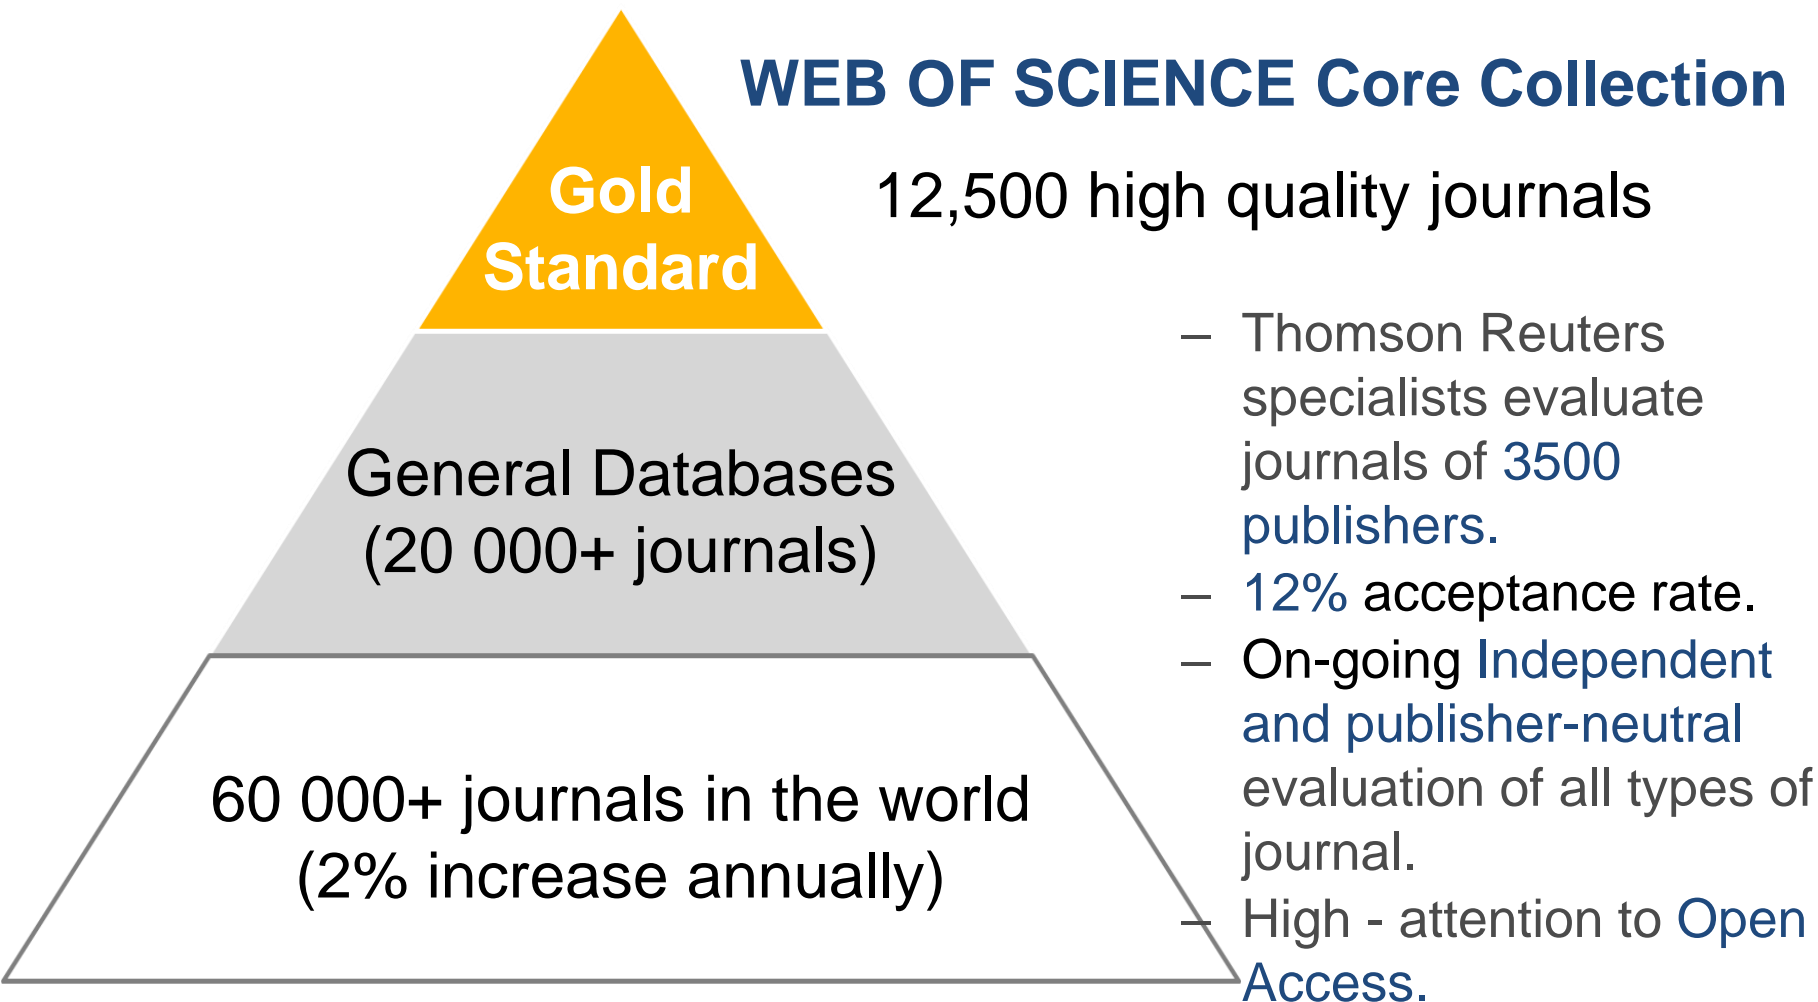 WEB OF SCIENCE Core Collection
12,500 high quality journals
Gold
Standard
General Databases
(20 000+ journals)
60 000+ journals in the world
(2% increase annually)
– Thomson Reuters
specialists evaluate
journals of 3500
publishers.
– 12% acceptance rate.
– On-going Independent
and publisher-neutral
evaluation of all types of
journal.
– High - attention to Open
Access.